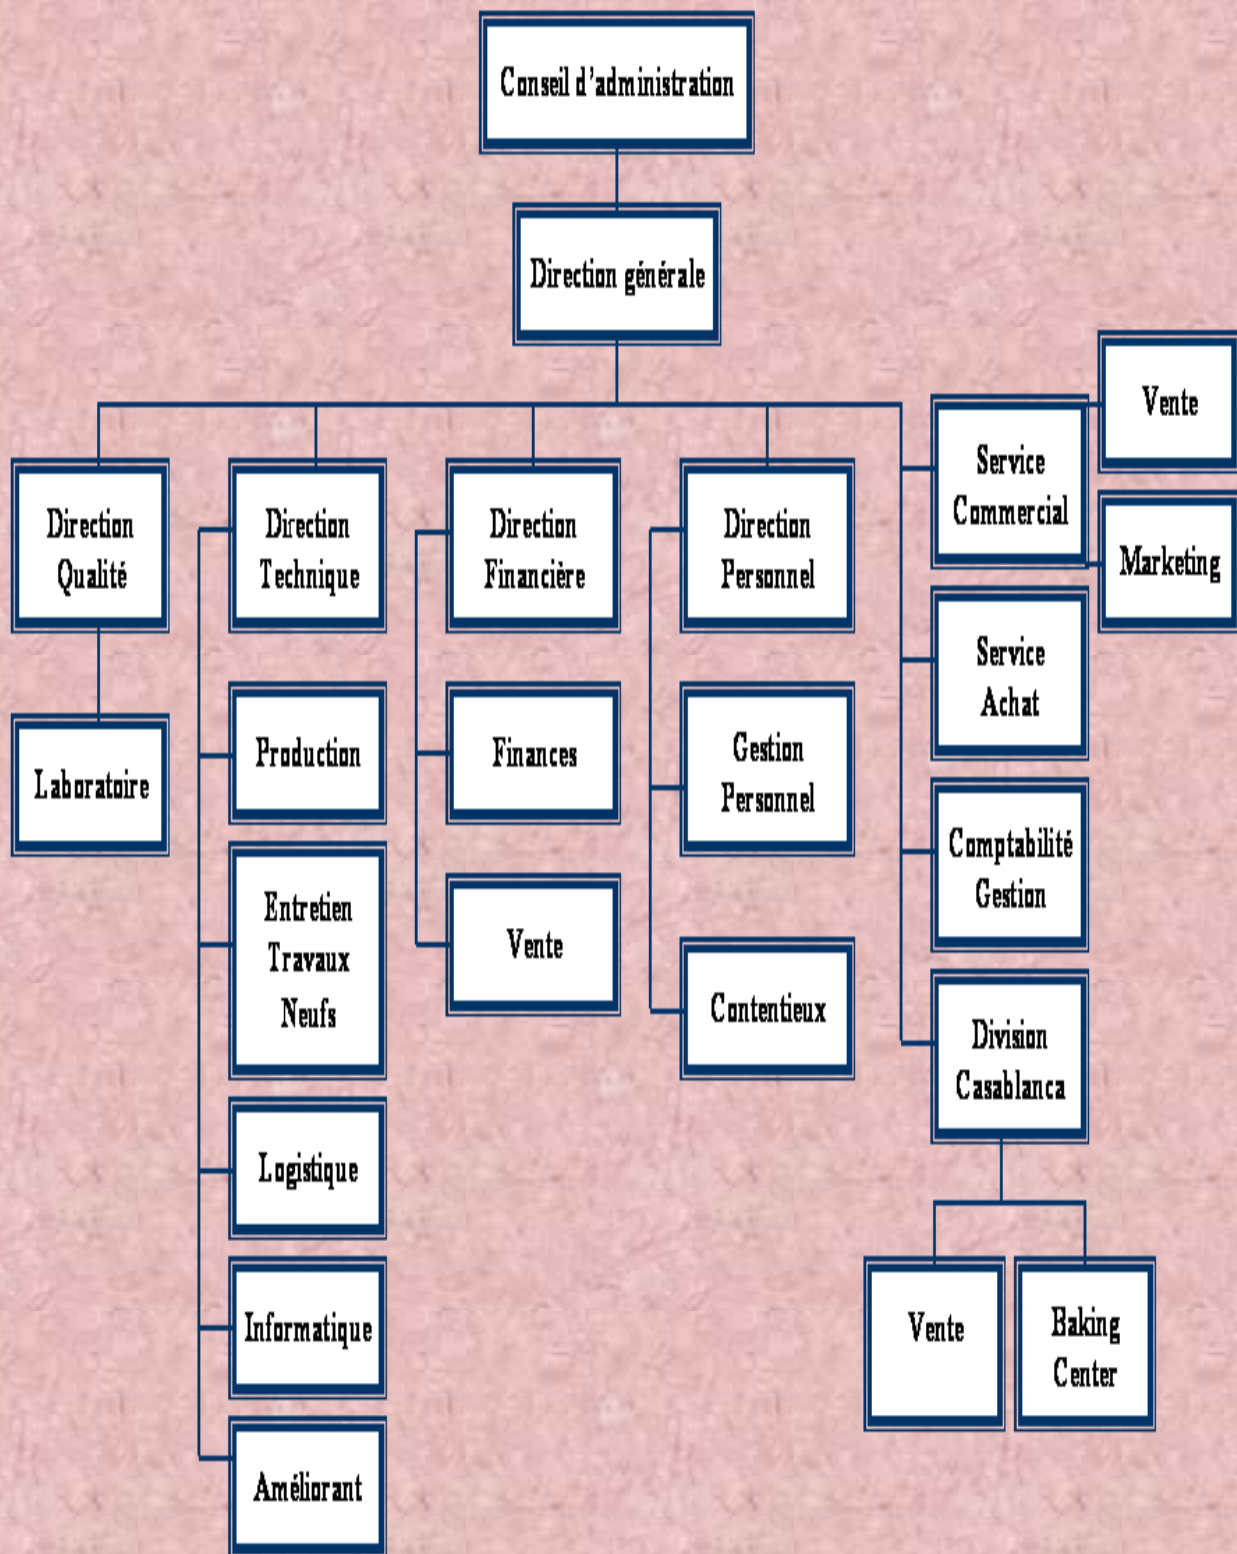 Conseil d'administration
Direction générale
Direction
Qualité
Laboratoire
Direction
Technique
Production
Entretien
Travaux
Neufs
Logistique
Informatique
Améliorant
Direction
Financière
Finances
Vente
Direction
Personnel
Gestion
Personnel
Contentieux
Service
Commercial
Vente
Marketing
Service
Achat
Comptabilité
Gestion
Division
Casablanca
Vente
Baking
Center